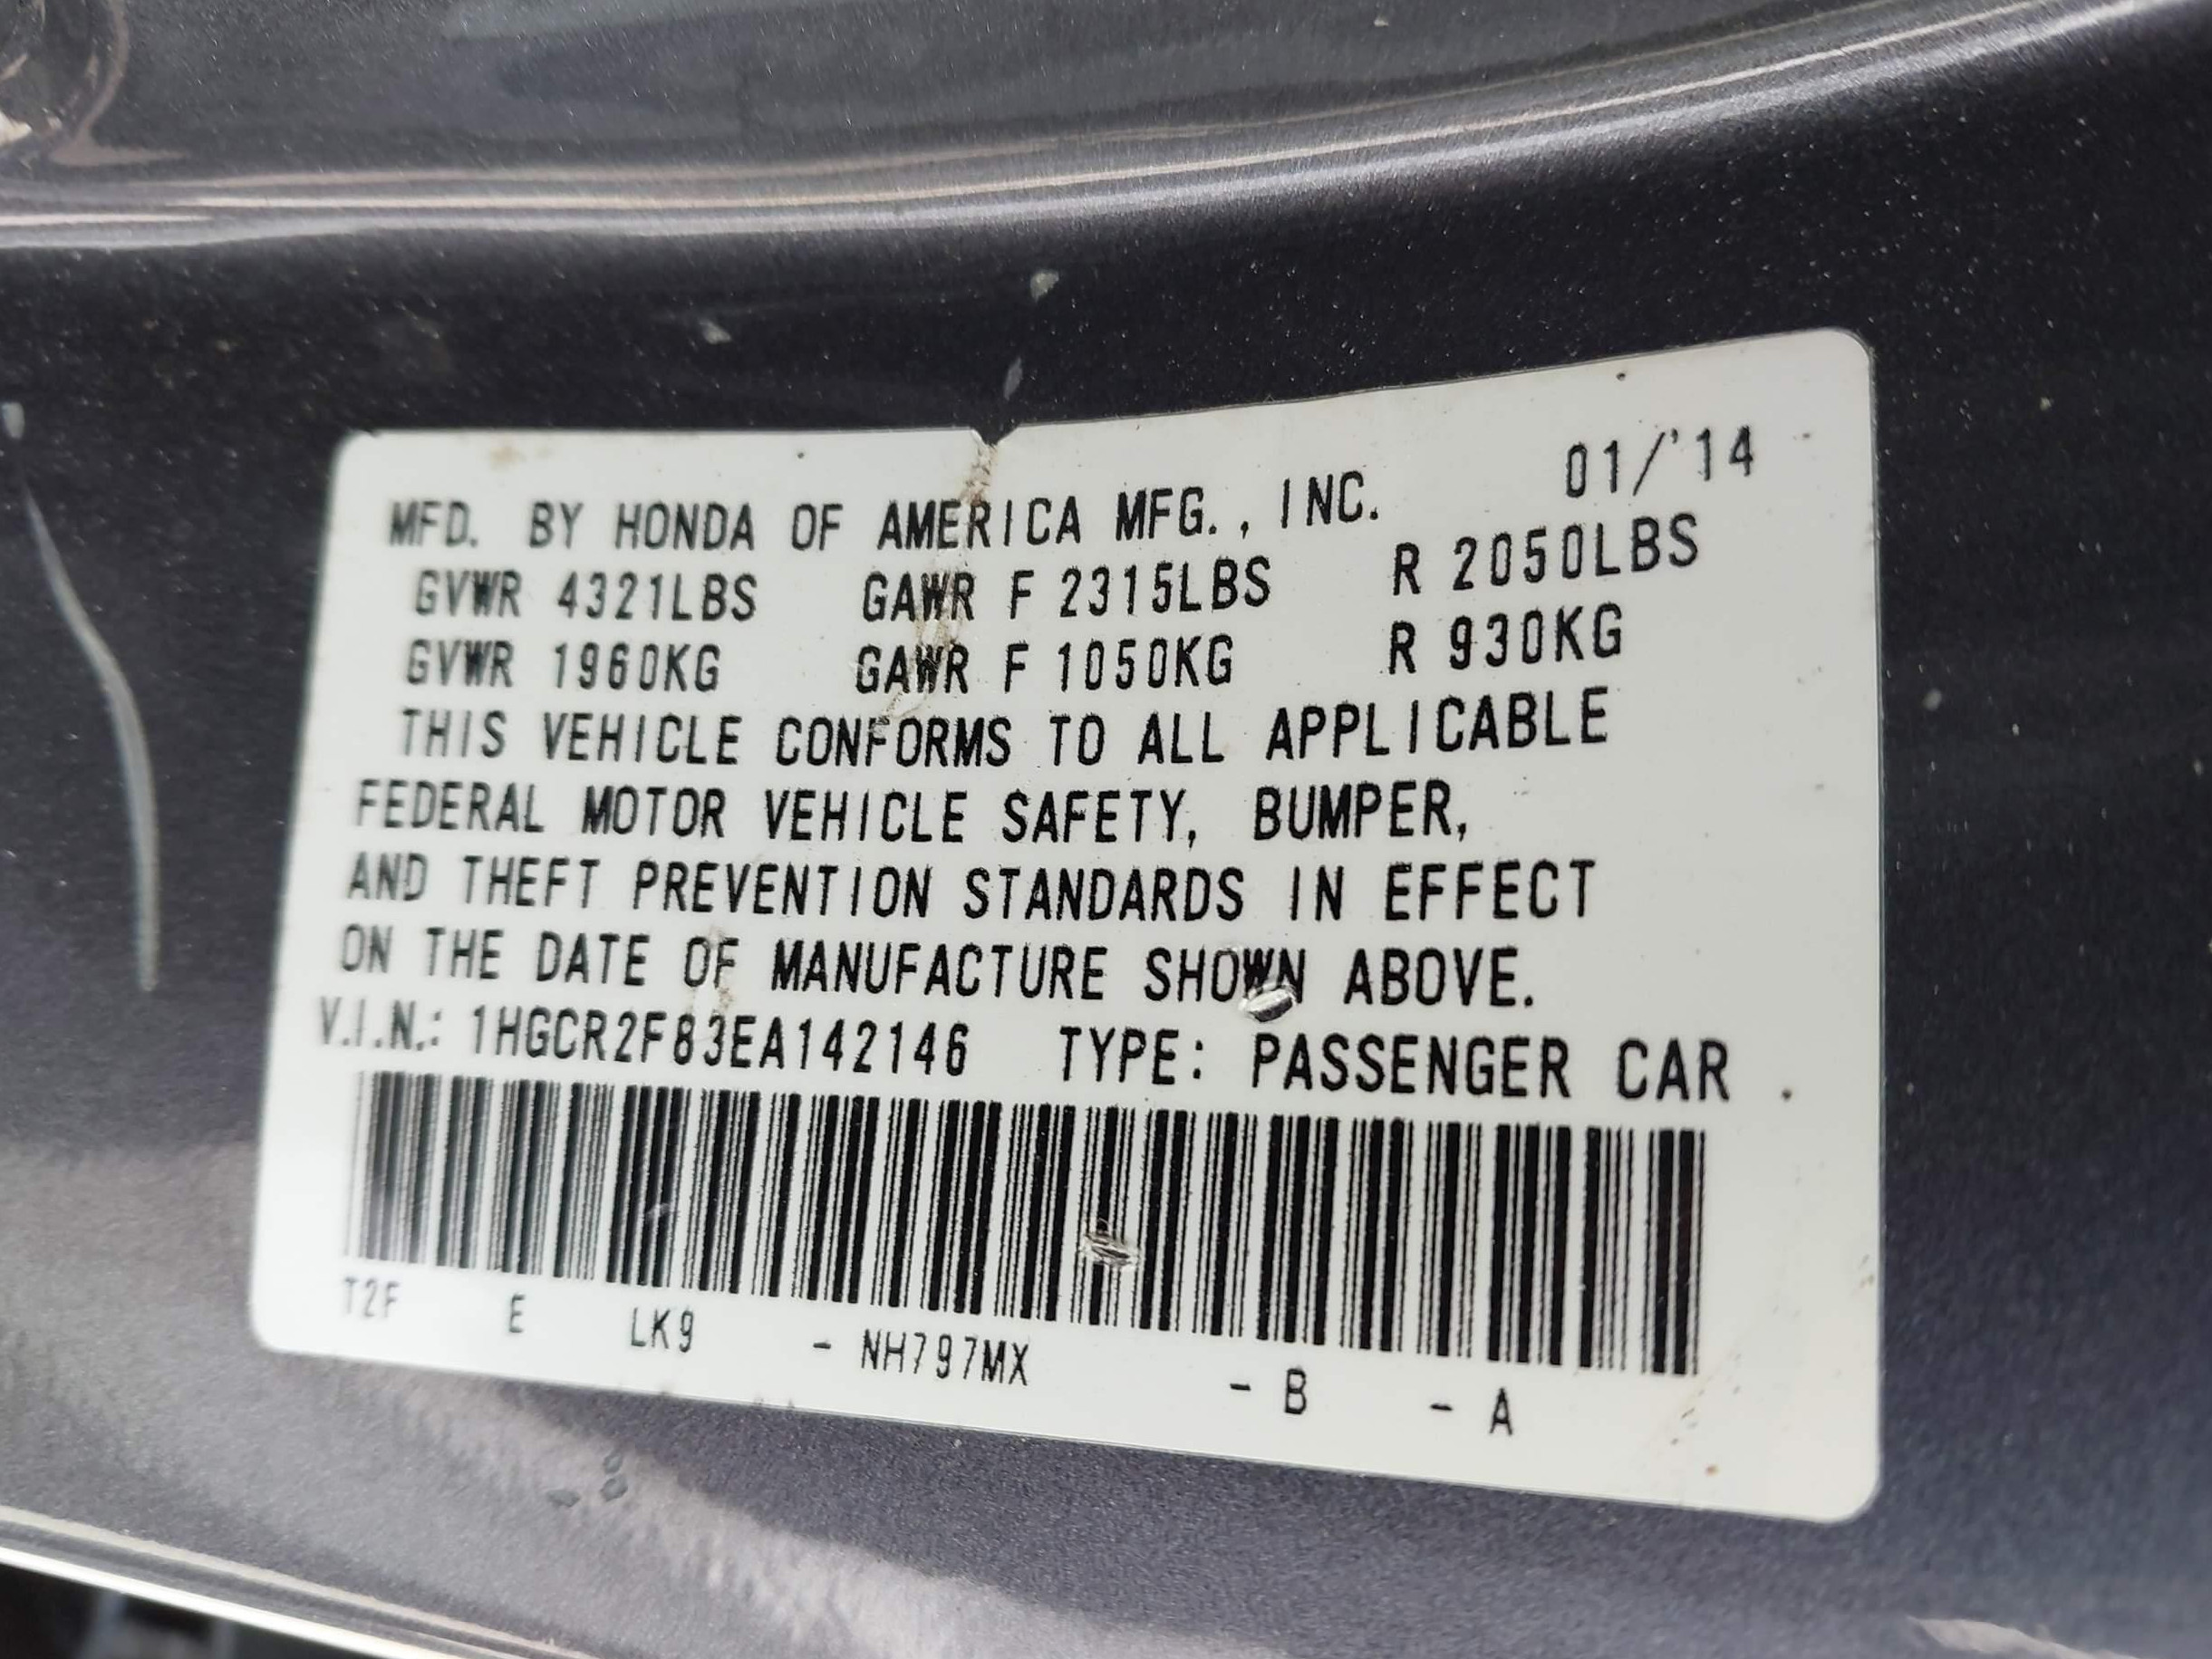 01/'14
MFD. BY HONDA OF AMERICA MFG., INC.
GVWR 4321LBS GAWR F 2315LBS R 2050LBS
GVWR 1960KG GAWR F 1050KG R 930KG
THIS VEHICLE CONFORMS TO ALL APPLICABLE
FEDERAL MOTOR VEHICLE SAFETY, BUMPER,
AND THEFT PREVENTION STANDARDS IN EFFECT
ON THE DATE OF MANUFACTURE SHOWN ABOVE.
V.I.N.: 1HGCR2F83EA142146 TYPE: PASSENGER CAR .
T2F E LK9 - NH797MX - B - A